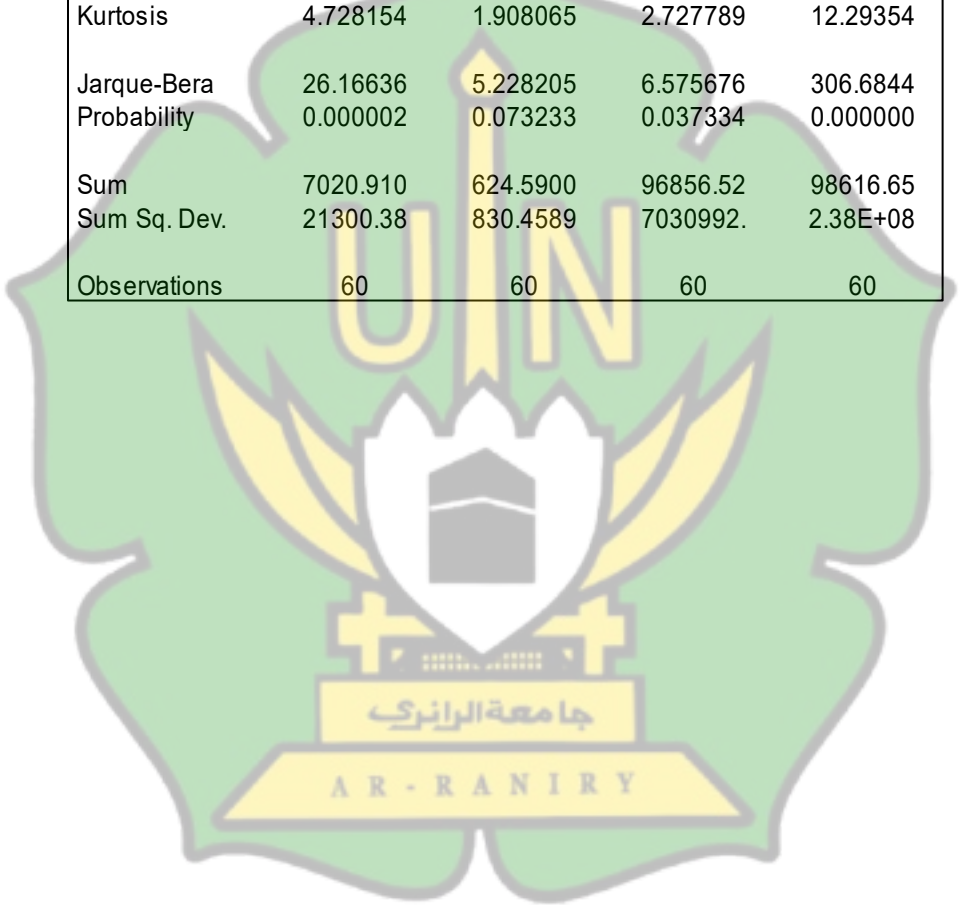 Kurtosis 4.728154 1.908065 2.727789 12.29354
Jarque-Bera 26.16636 5.228205 6.575676 306.6844
Probability 0.000002 0.073233 0.037334 0.000000
Sum 7020.910 624.5900 96856.52 98616.65
Sum Sq. Dev. 21300.38 830.4589 7030992. 2.38E+08
Observations 60 60 60 60
UIN
جامعة الرانري
AR-RANIRY